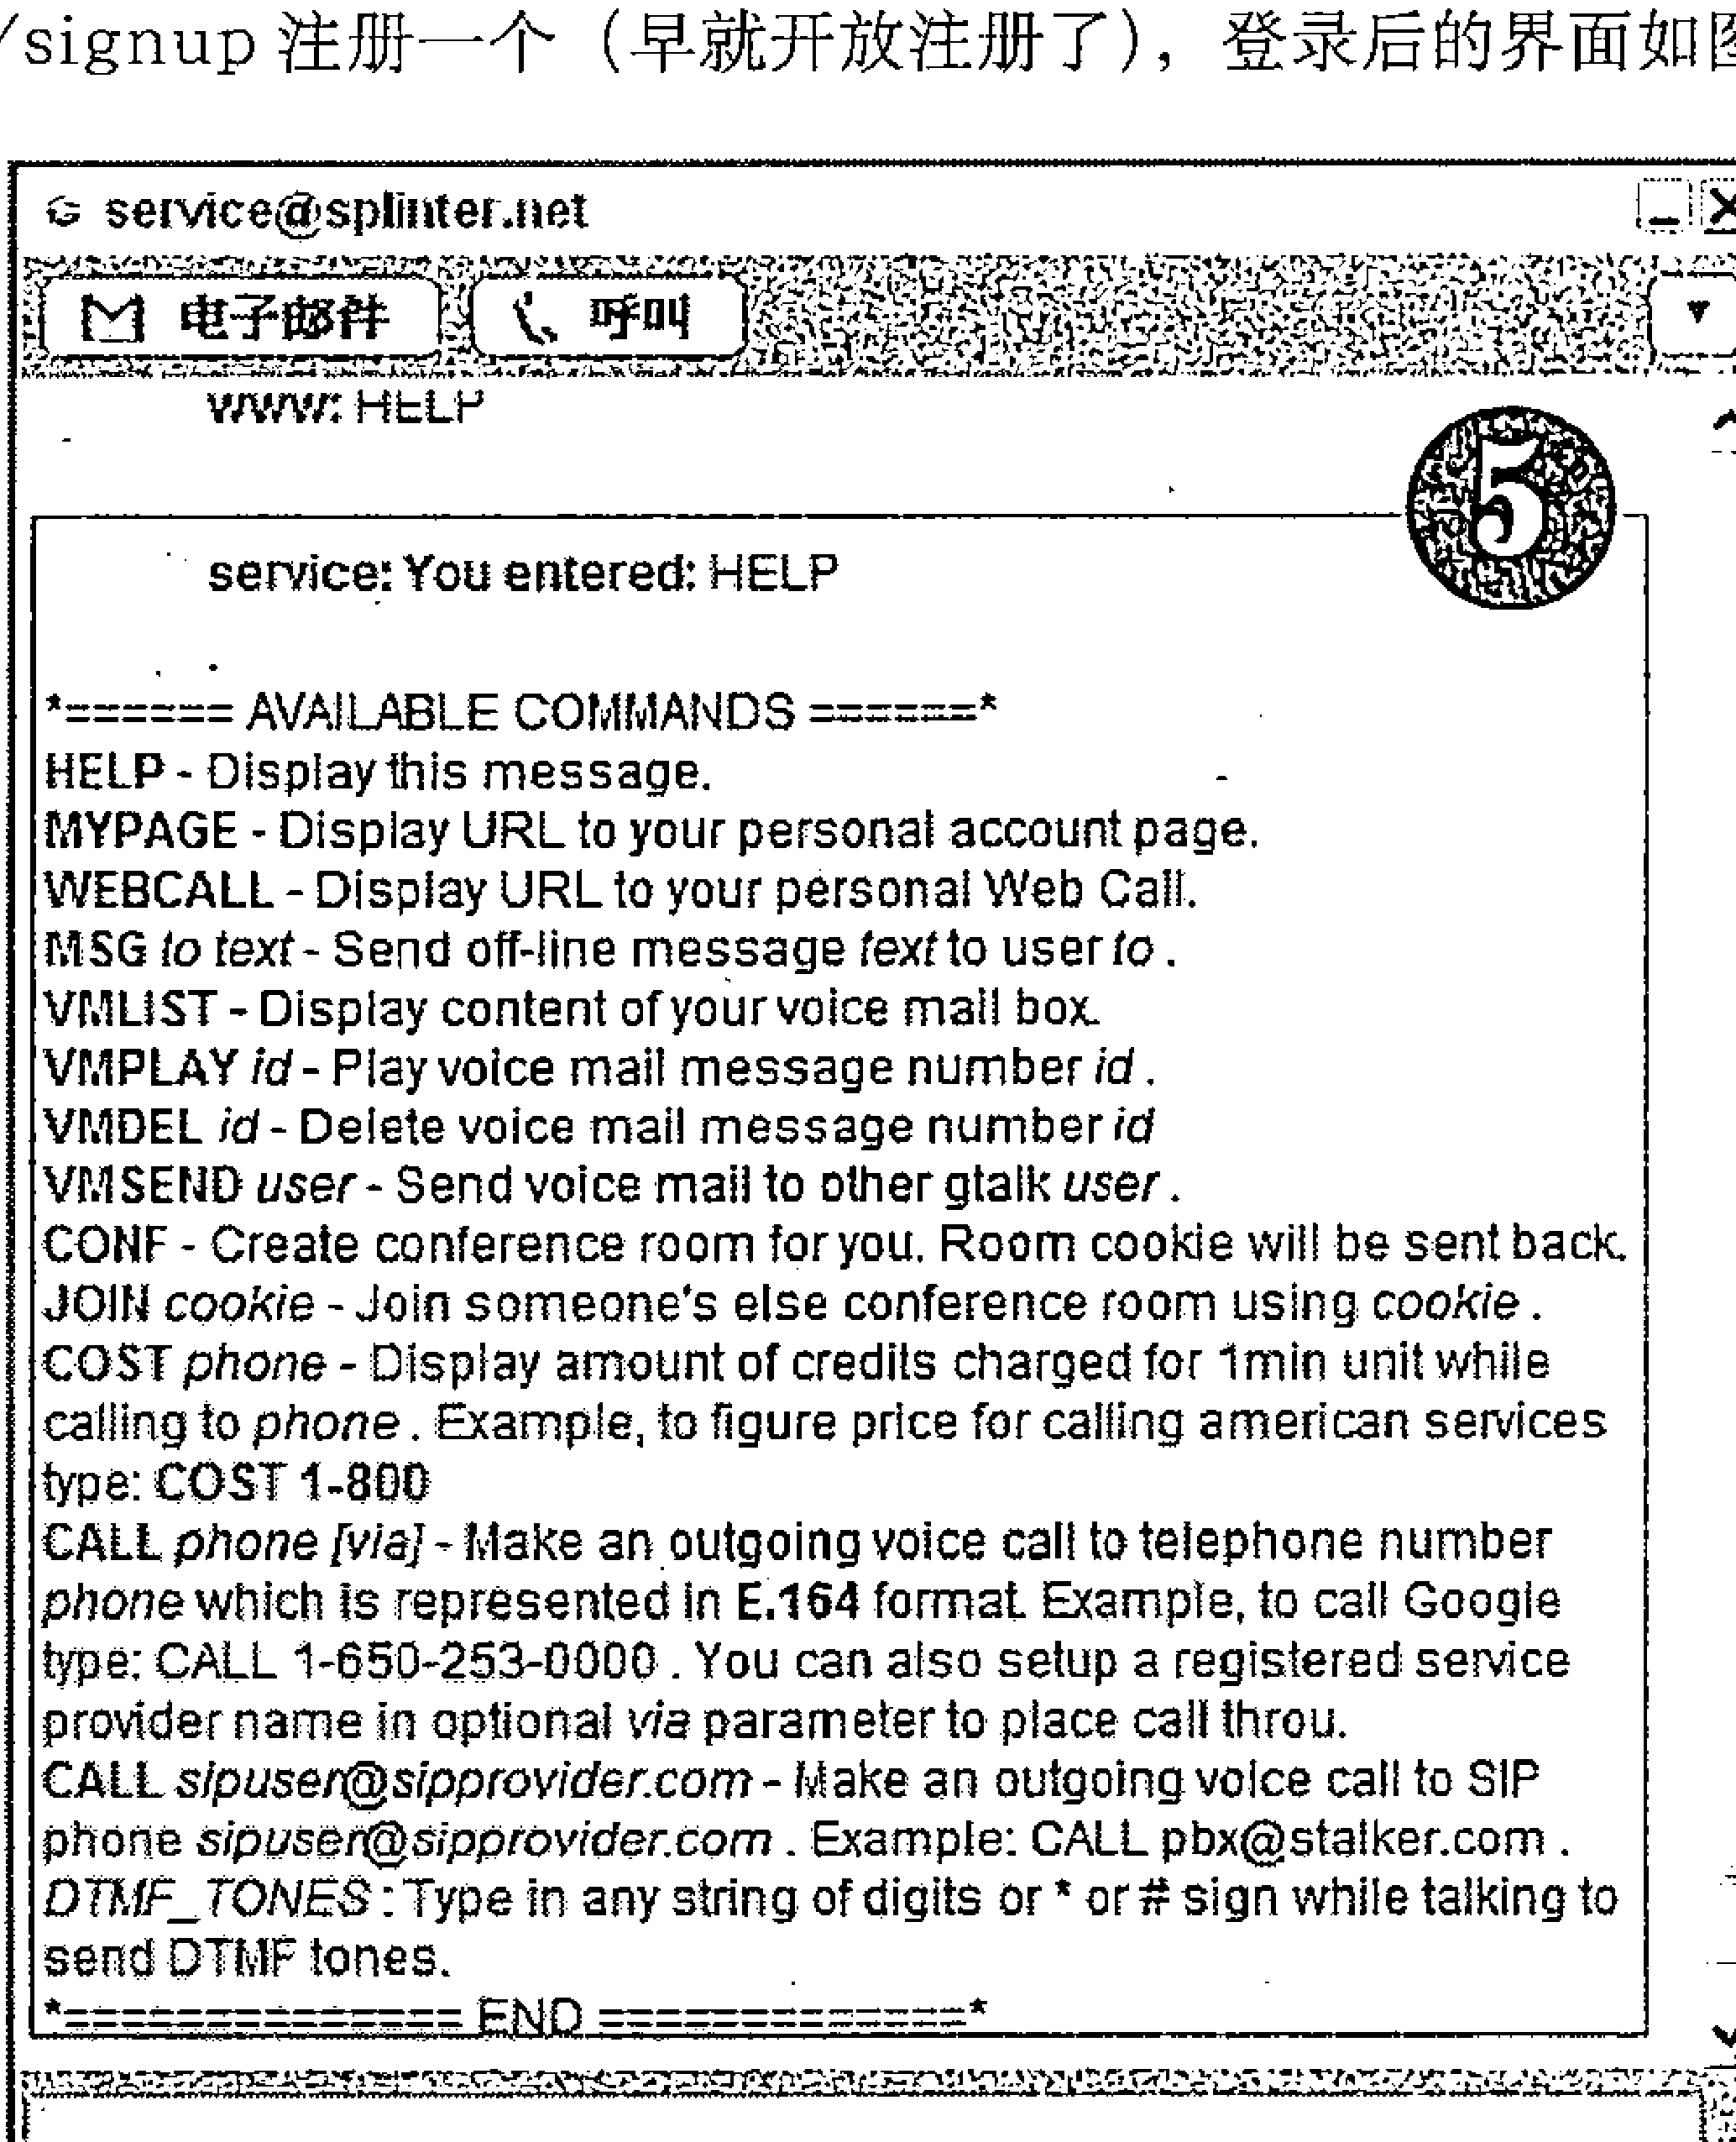 /signup 注册一个（早就开放注册了），登录后的界面如图
service@splinter.net
电子邮件 呼叫
www: HELP
5
service: You entered: HELP
*====== AVAILABLE COMMANDS ======*
HELP - Display this message.
MYPAGE - Display URL to your personal account page.
WEBCALL - Display URL to your personal Web Call.
MSG to text - Send off-line message text to user to .
VMLIST - Display content of your voice mail box.
VMPLAY id - Play voice mail message number id .
VMDEL id - Delete voice mail message number id
VMSEND user - Send voice mail to other gtalk user .
CONF - Create conference room for you. Room cookie will be sent back.
JOIN cookie - Join someone's else conference room using cookie .
COST phone - Display amount of credits charged for 1min unit while
calling to phone . Example, to figure price for calling american services
type: COST 1-800
CALL phone [via] - Make an outgoing voice call to telephone number
phone which is represented in E.164 format. Example, to call Google
type: CALL 1-650-253-0000 . You can also setup a registered service
provider name in optional via parameter to place call throu.
CALL sipuser@sipprovider.com - Make an outgoing voice call to SIP
phone sipuser@sipprovider.com . Example: CALL pbx@stalker.com .
DTMF_TONES : Type in any string of digits or * or # sign while talking to
send DTMF tones.
*============== END =============*